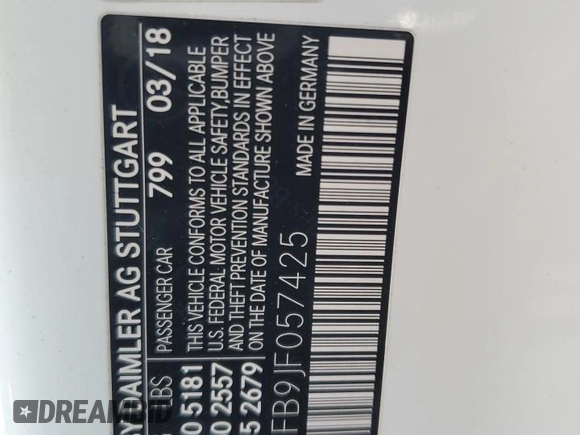 DAIMLER AG STUTTGART
799 03/18
PASSENGER CAR
LBS
5181
2557
2679
THIS VEHICLE CONFORMS TO ALL APPLICABLE
U.S. FEDERAL MOTOR VEHICLE SAFETY,BUMPER
AND THEFT PREVENTION STANDARDS IN EFFECT
ON THE DATE OF MANUFACTURE SHOWN ABOVE
FB9JF057425
MADE IN GERMANY
DREAMBID